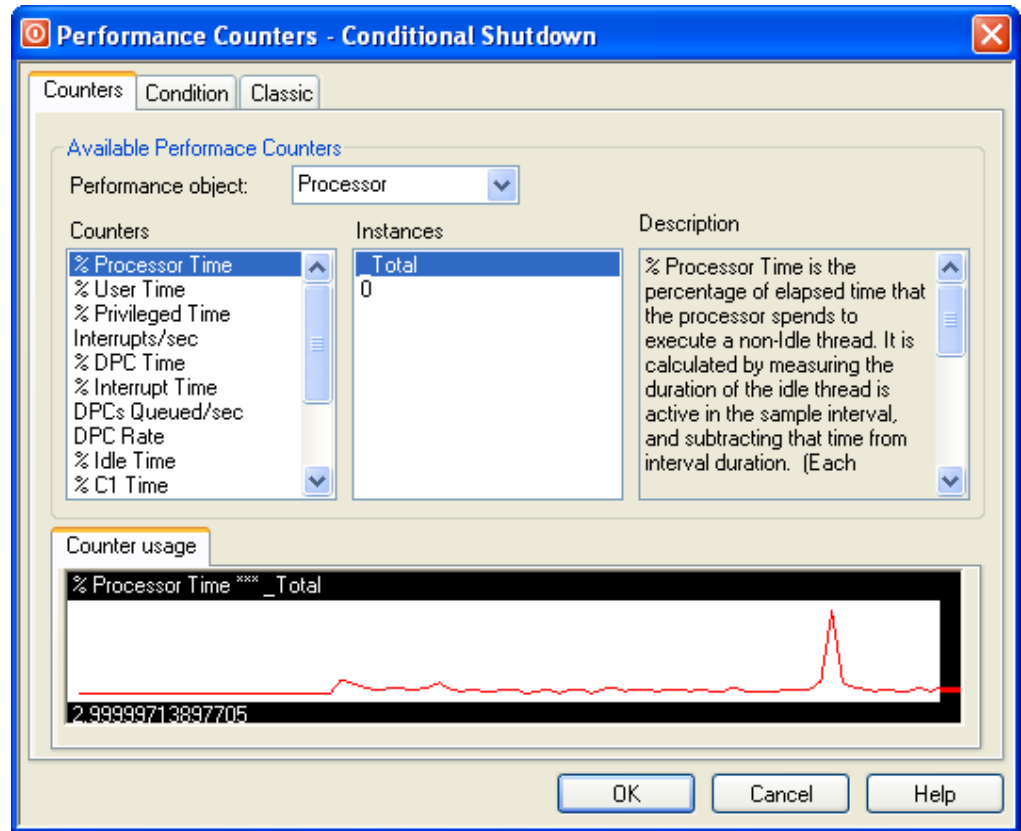 Performance Counters - Conditional Shutdown
Counters Condition Classic
Available Performace Counters
Performance object: Processor
Counters
% Processor Time
% User Time
% Privileged Time
Interrupts/sec
% DPC Time
% Interrupt Time
DPCs Queued/sec
DPC Rate
% Idle Time
% C1 Time
Instances
_Total
0
Description
% Processor Time is the
percentage of elapsed time that
the processor spends to
execute a non-Idle thread. It is
calculated by measuring the
duration of the idle thread is
active in the sample interval,
and subtracting that time from
interval duration. (Each
Counter usage
% Processor Time *** _Total
2.99999713897705
OK Cancel Help